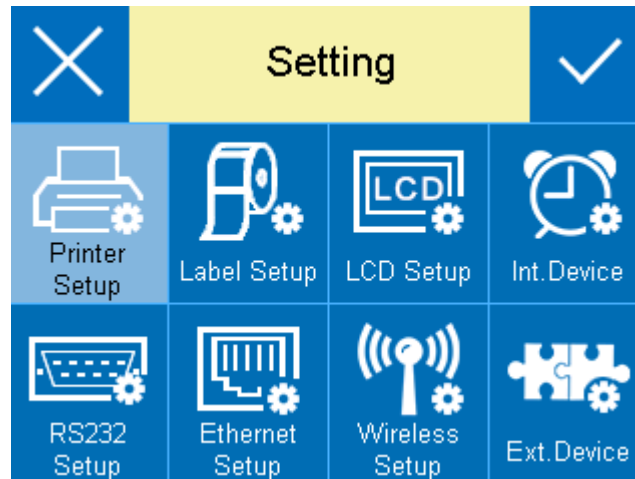 Setting
LCD
Printer
Setup
Label Setup
LCD Setup
Int.Device
RS232
Setup
Ethernet
Setup
Wireless
Setup
Ext.Device